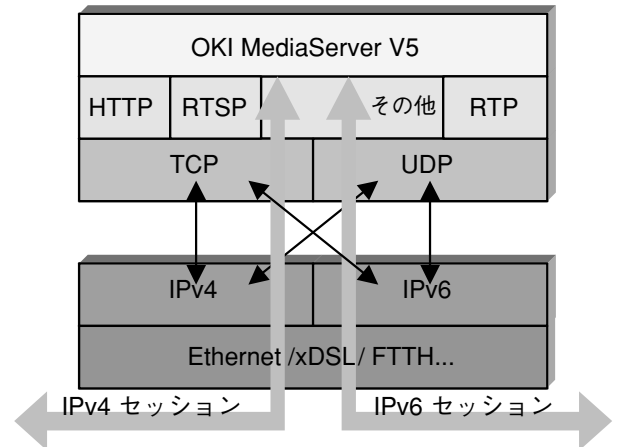 OKI MediaServer V5
HTTP RTSP その他 RTP
TCP UDP
IPv4 IPv6
Ethernet /xDSL/ FTTH...
IPv4 セッション IPv6 セッション